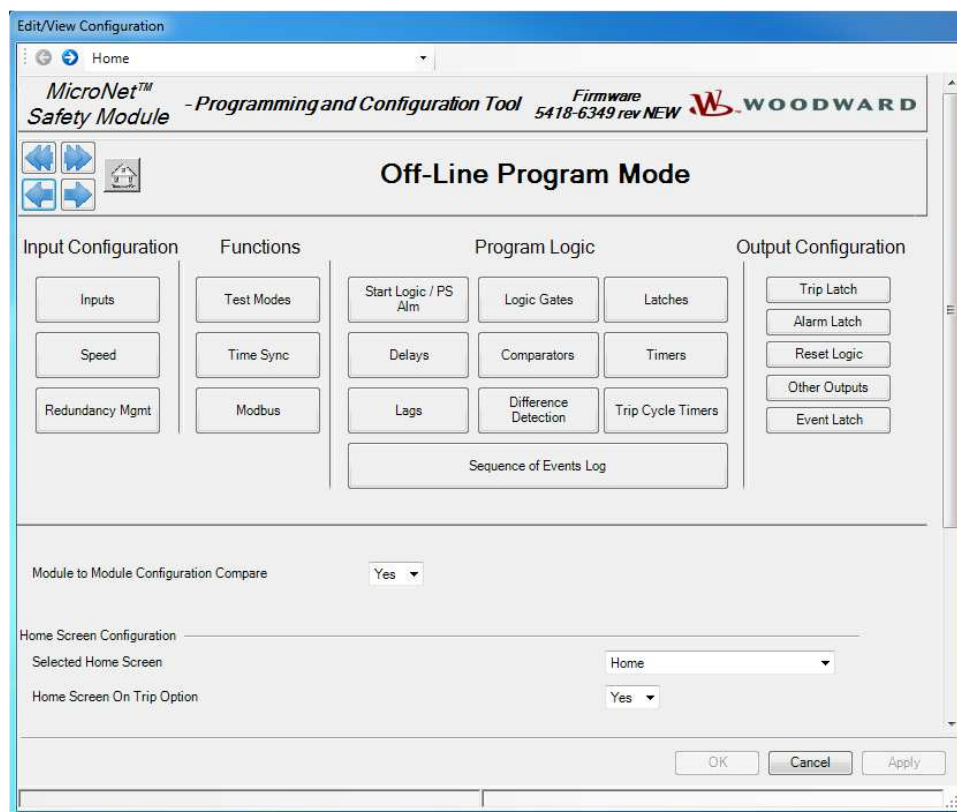 Edit/View Configuration
Home
MicroNet™
Safety Module
- Programming and Configuration Tool
Firmware
5418-6349 rev NEW
WOODWARD
Off-Line Program Mode
Input Configuration
Functions
Program Logic
Output Configuration
Inputs
Test Modes
Start Logic / PS
Alm
Logic Gates
Latches
Trip Latch
Alarm Latch
Speed
Time Sync
Delays
Comparators
Timers
Reset Logic
Redundancy Mgmt
Modbus
Lags
Difference
Detection
Trip Cycle Timers
Other Outputs
Event Latch
Sequence of Events Log
Module to Module Configuration Compare
Yes
Home Screen Configuration
Selected Home Screen
Home
Home Screen On Trip Option
Yes
OK
Cancel
Apply